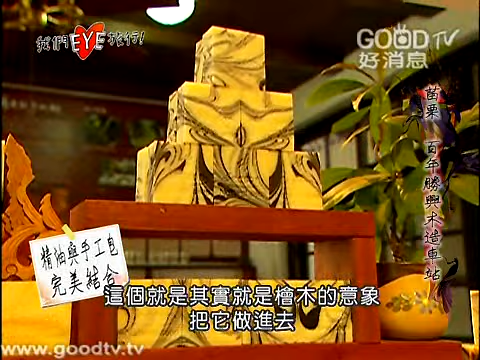 我們EYE旅行!
GOOD TV
好消息
苗栗 百年勝興木造車站
精油與手工皂
完美結合
這個就是其實就是檜木的意象
把它做進去
www.goodtv.tv